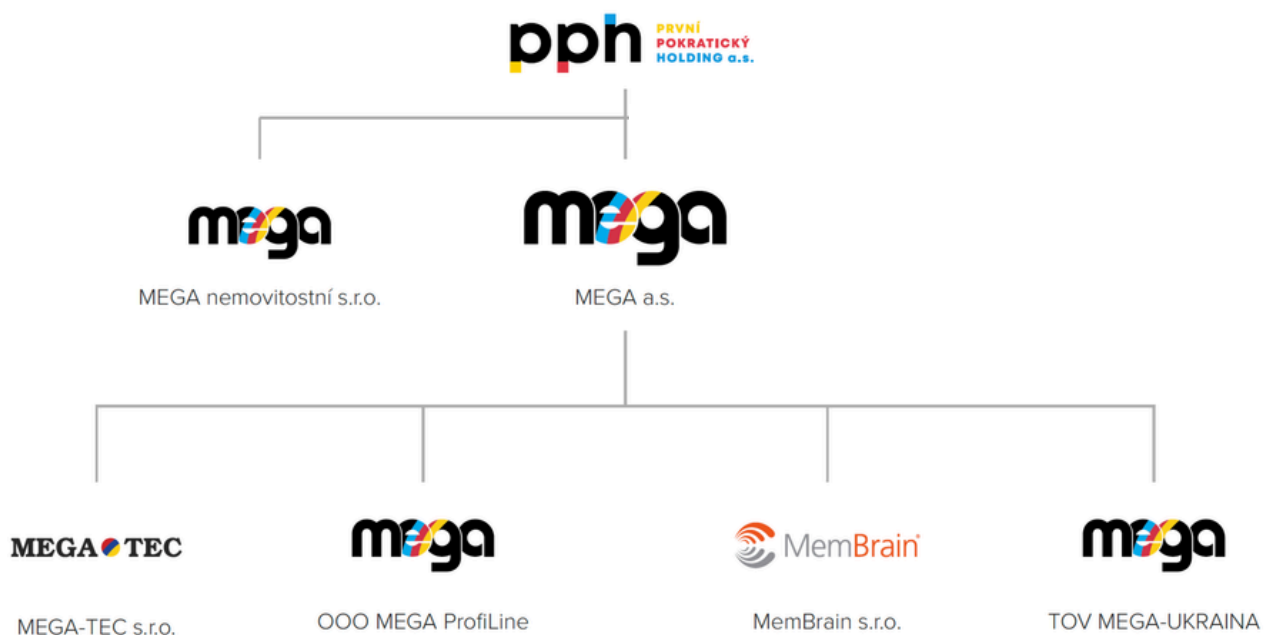 pph
PRVNÍ
POKRATICKÝ
HOLDING a.s.
mega
mega
MEGA nemovitostní s.r.o.
MEGA a.s.
MEGA TEC
mega
MemBrain®
mega
MEGA-TEC s.r.o.
OOO MEGA ProfiLine
MemBrain s.r.o.
TOV MEGA-UKRAINA